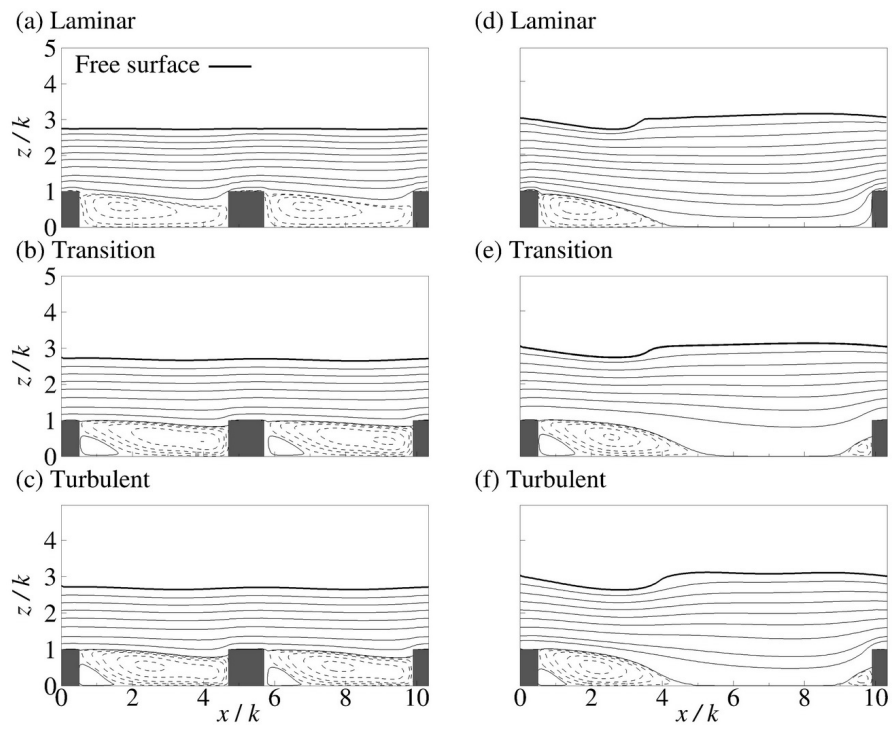 (a) Laminar
5
4
3
2
1
0
z / k
Free surface
(d) Laminar
(b) Transition
5
4
3
2
1
0
z / k
(e) Transition
(c) Turbulent
5
4
3
2
1
0
z / k
0 2 4 6 8 10
x / k
(f) Turbulent
0 2 4 6 8 10
x / k